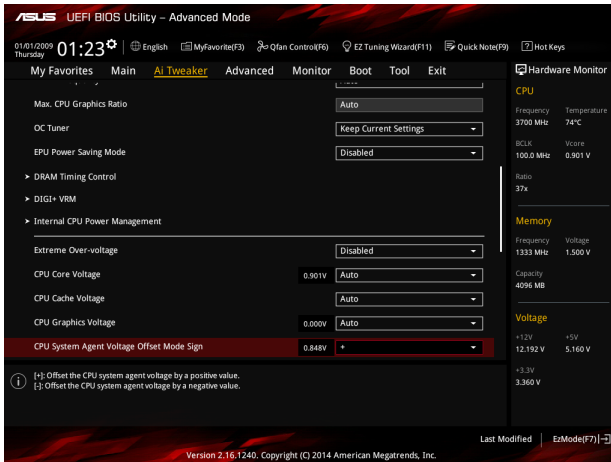 ASUS UEFI BIOS Utility – Advanced Mode
01/01/2009 Thursday 01:23 English MyFavorite(F3) Qfan Control(F6) EZ Tuning Wizard(F11) Quick Note(F9) Hot Keys
My Favorites Main Ai Tweaker Advanced Monitor Boot Tool Exit
Hardware Monitor
Max. CPU Graphics Ratio Auto
OC Tuner Keep Current Settings
EPU Power Saving Mode Disabled
> DRAM Timing Control
> DIGI+ VRM
> Internal CPU Power Management
Extreme Over-voltage Disabled
CPU Core Voltage 0.901V Auto
CPU Cache Voltage Auto
CPU Graphics Voltage 0.000V Auto
CPU System Agent Voltage Offset Mode Sign 0.848V +
[+]: Offset the CPU system agent voltage by a positive value.
[-]: Offset the CPU system agent voltage by a negative value.
CPU
Frequency Temperature
3700 MHz 74°C
BCLK Vcore
100.0 MHz 0.901 V
Ratio
37x
Memory
Frequency Voltage
1333 MHz 1.500 V
Capacity
4096 MB
Voltage
+12V +5V
12.192 V 5.160 V
+3.3V
3.360 V
Last Modified EzMode(F7)
Version 2.16.1240. Copyright (C) 2014 American Megatrends, Inc.